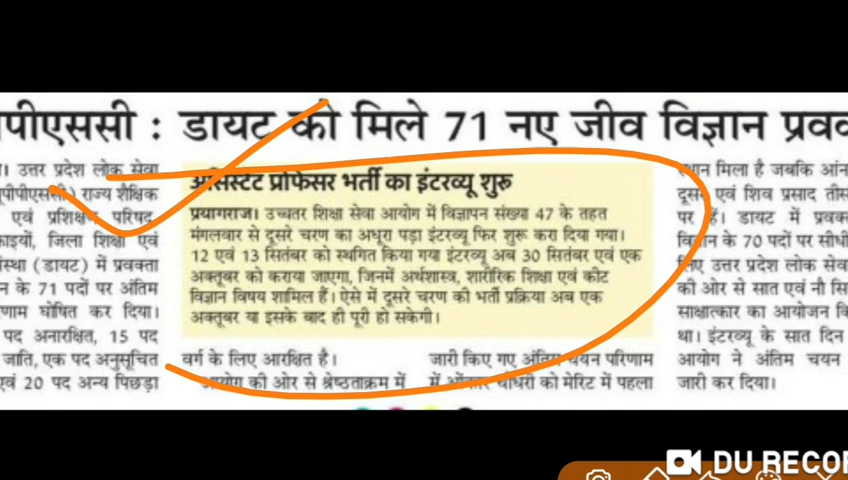 पीएससी : डायट को मिले 71 नए जीव विज्ञान प्रवक
। उत्तर प्रदेश लोक सेवा
पीपीएससी) राज्य शैक्षिक
एवं प्रशिक्षण परिषद
काइयों, जिला शिक्षा एवं
संस्था (डायट) में प्रवक्ता
न के 71 पदों पर अंतिम
णाम घोषित कर दिया।
पद अनारक्षित, 15 पद
जाति, एक पद अनुसूचित
एवं 20 पद अन्य पिछड़ा
असिस्टेंट प्रोफेसर भर्ती का इंटरव्यू शुरू
प्रयागराज। उच्चतर शिक्षा सेवा आयोग में विज्ञापन संख्या 47 के तहत
मंगलवार से दूसरे चरण का अधूरा पड़ा इंटरव्यू फिर शुरू करा दिया गया।
12 एवं 13 सितंबर को स्थगित किया गया इंटरव्यू अब 30 सितंबर एवं एक
अक्तूबर को कराया जाएगा, जिनमें अर्थशास्त्र, शारीरिक शिक्षा एवं कीट
विज्ञान विषय शामिल हैं। ऐसे में दूसरे चरण की भर्ती प्रक्रिया अब एक
अक्तूबर या इसके बाद ही पूरी हो सकेगी।
वर्ग के लिए आरक्षित है।
आयोग की ओर से श्रेष्ठताक्रम में
जारी किए गए अंतिम चयन परिणाम
में ओंकार चौधरी को मेरिट में पहला
स्थान मिला है जबकि आंन
दूसरे एवं शिव प्रसाद तीस
पर हैं। डायट में प्रवक्
विज्ञान के 70 पदों पर सीधी
लिए उत्तर प्रदेश लोक सेवा
की ओर से सात एवं नौ सि
साक्षात्कार का आयोजन कि
था। इंटरव्यू के सात दिन
आयोग ने अंतिम चयन
जारी कर दिया।
DU RECOR